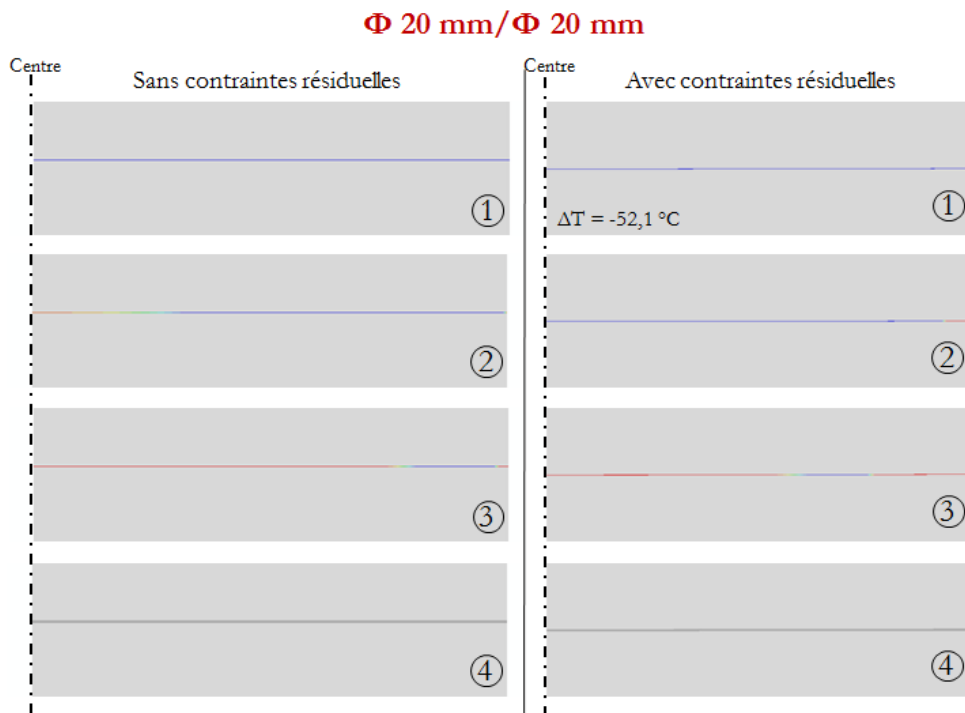 Φ 20 mm/Φ 20 mm
Centre
Sans contraintes résiduelles
①
②
③
④
Centre
Avec contraintes résiduelles
①
ΔT = -52,1 °C
②
③
④